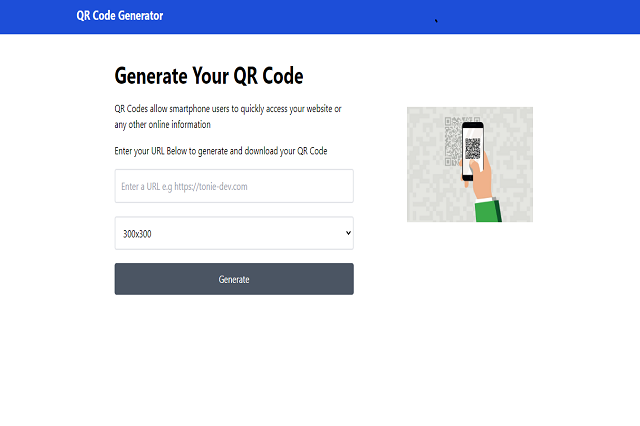 QR Code Generator
Generate Your QR Code
QR Codes allow smartphone users to quickly access your website or
any other online information
Enter your URL Below to generate and download your QR Code
Enter a URL e.g https://tonie-dev.com
300x300
Generate